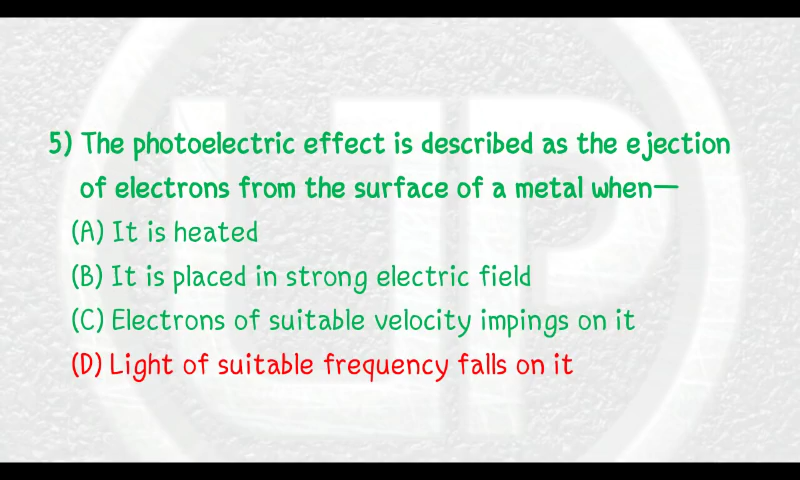 5) The photoelectric effect is described as the ejection
of electrons from the surface of a metal when—
(A) It is heated
(B) It is placed in strong electric field
(C) Electrons of suitable velocity impings on it
(D) Light of suitable frequency falls on it